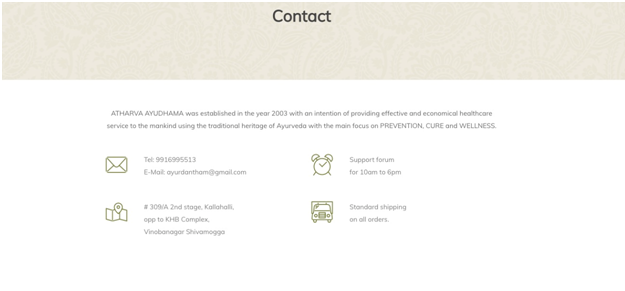 Contact
ATHARVA AYUDHAMA was established in the year 2003 with an intention of providing effective and economical healthcare
service to the mankind using the traditional heritage of Ayurveda with the main focus on PREVENTION, CURE and WELLNESS.
Tel: 9916995513
E-Mail: ayurdantham@gmail.com
Support forum
for 10am to 6pm
# 309/A 2nd stage, Kallahalli,
opp to KHB Complex,
Vinobanagar Shivamogga
Standard shipping
on all orders.